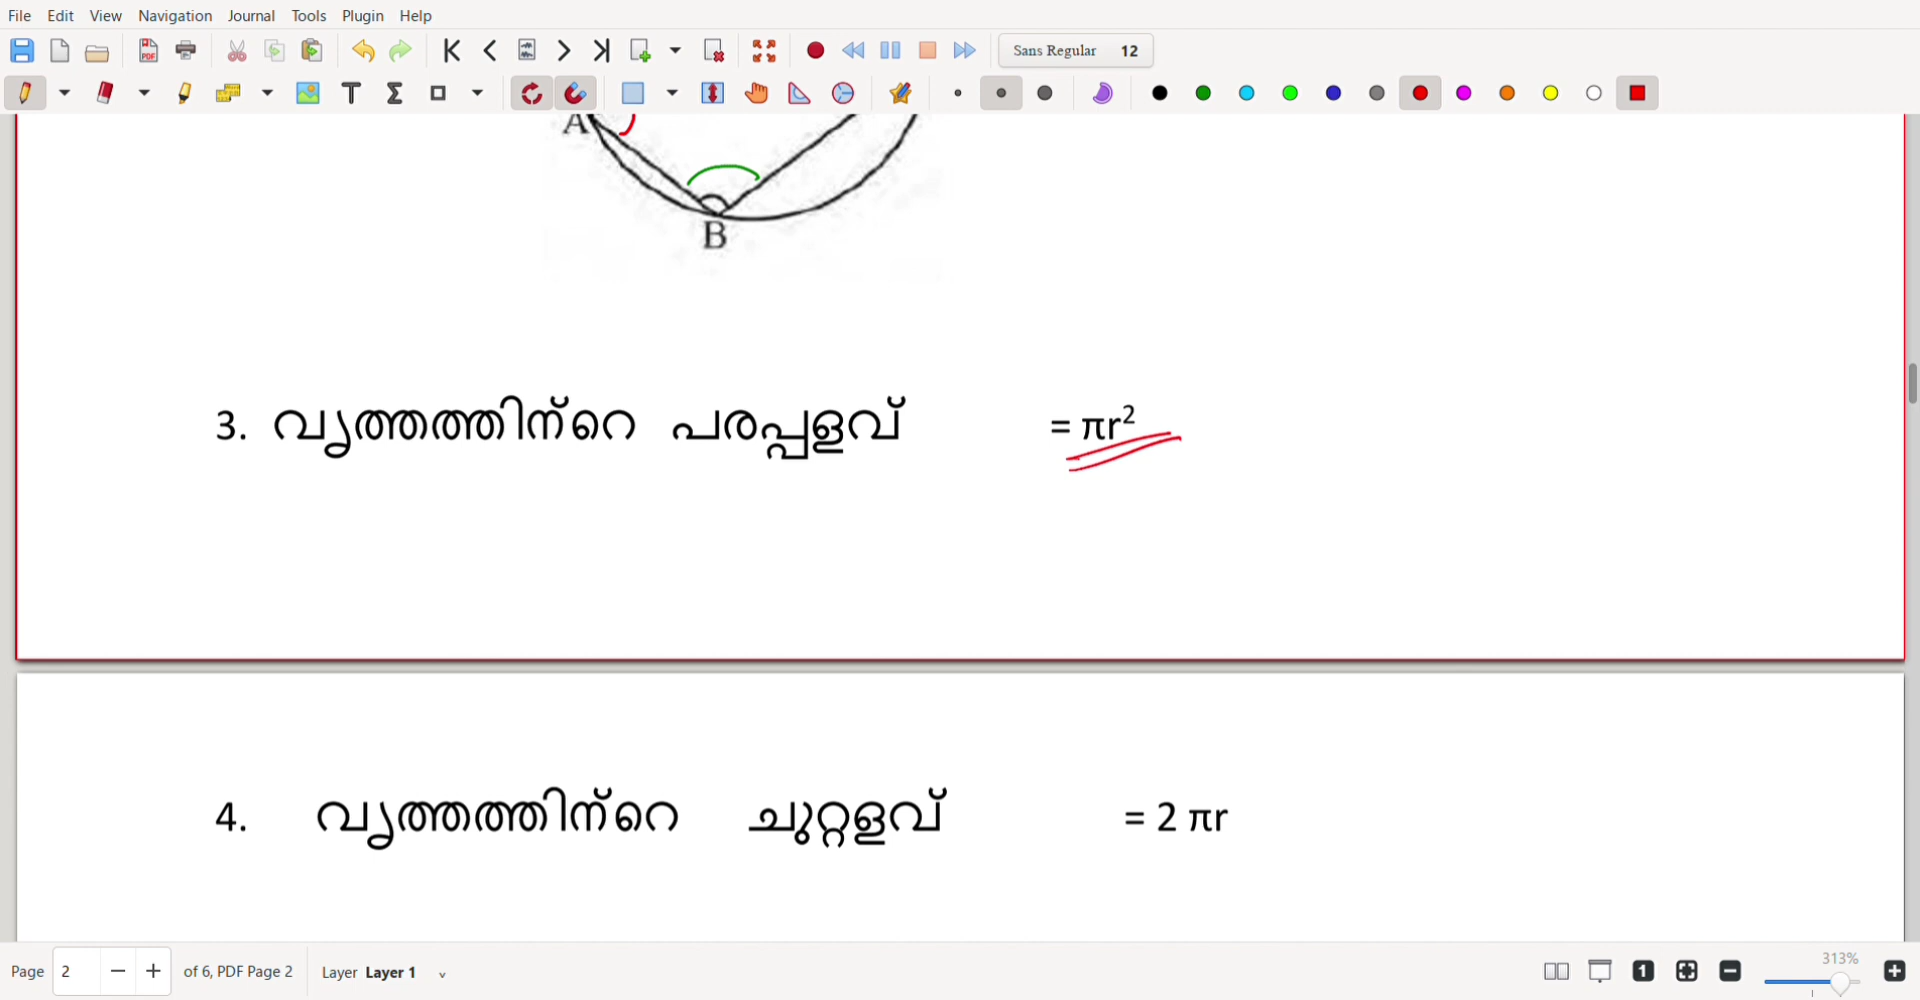 File Edit View Navigation Journal Tools Plugin Help
Sans Regular 12
A
B
3. വൃത്തത്തിന്റെ പരപ്പളവ് = πr²
4. വൃത്തത്തിന്റെ ചുറ്റളവ് = 2 πr
Page 2 of 6, PDF Page 2 Layer Layer 1 313%